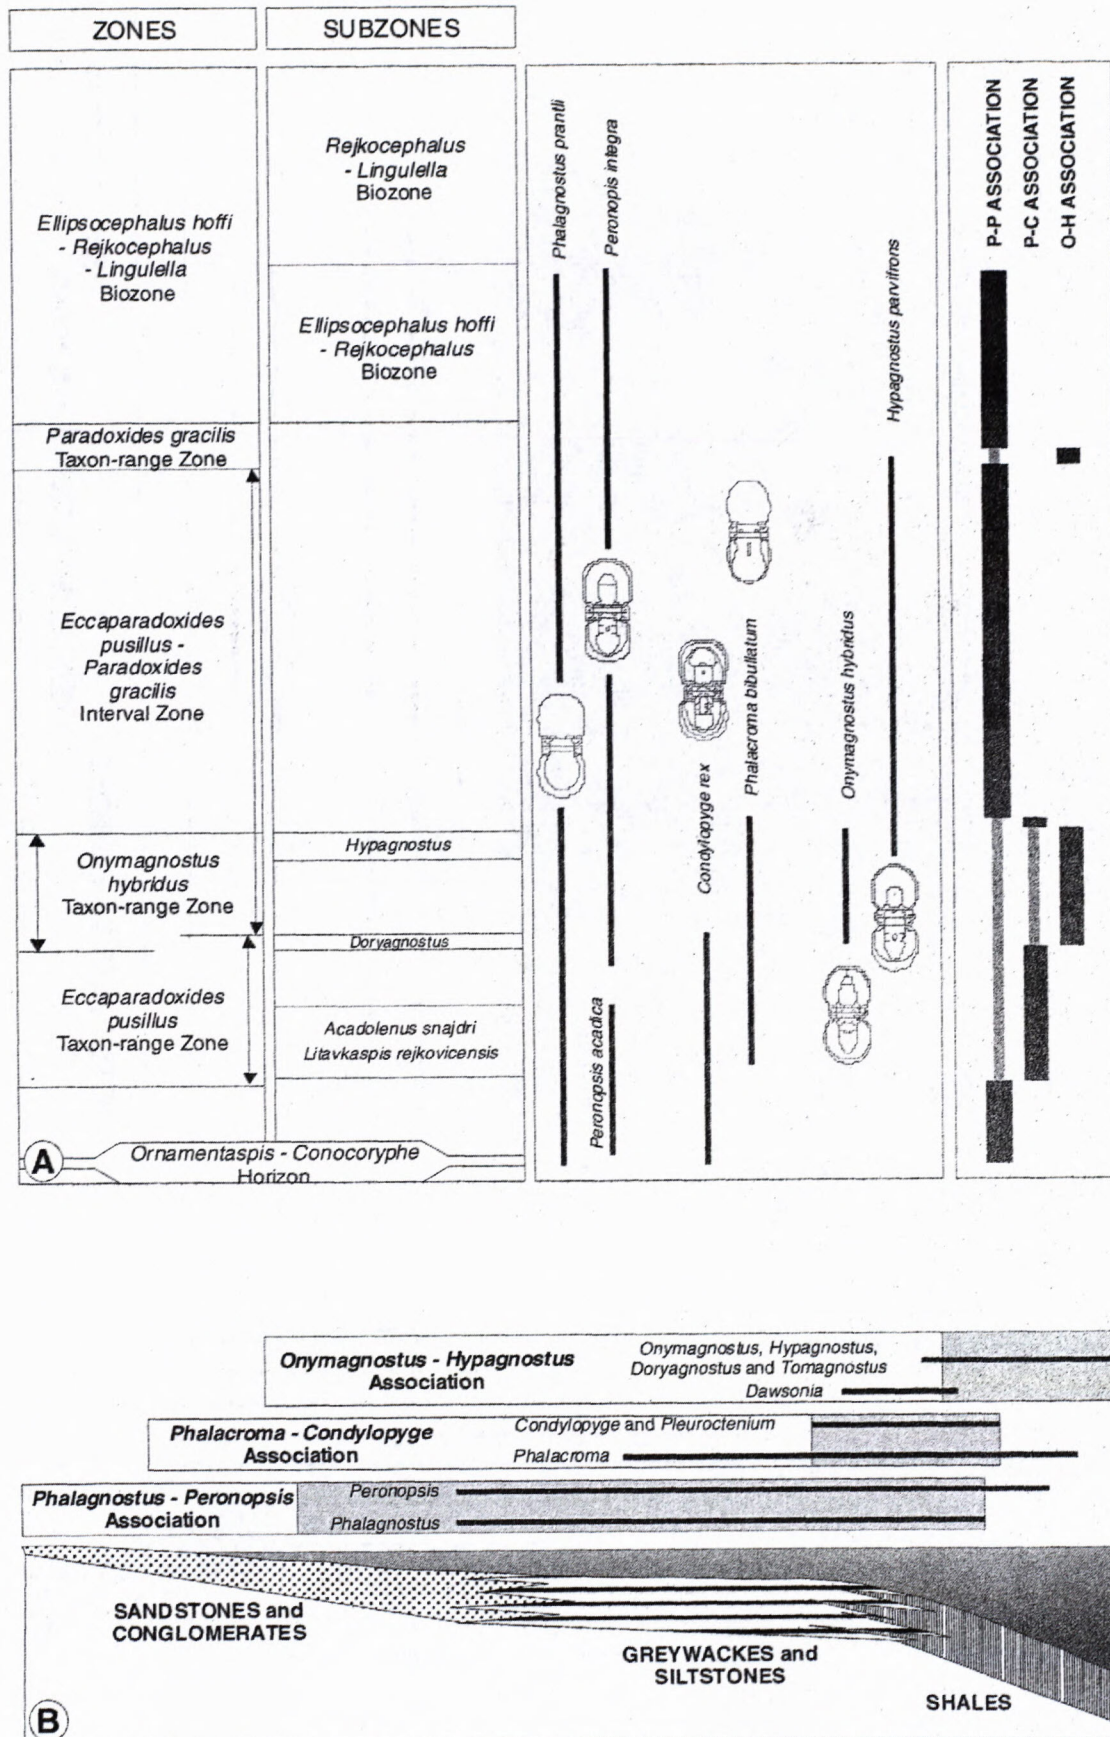 ZONES
SUBZONES
Ellipsocephalus hoffi
- Rejkocephalus
- Lingulella
Biozone
Rejkocephalus
- Lingulella
Biozone
Ellipsocephalus hoffi
- Rejkocephalus
Biozone
Paradoxides gracilis
Taxon-range Zone
Eccaparadoxides
pusillus -
Paradoxides
gracilis
Interval Zone
Onymagnostus
hybridus
Taxon-range Zone
Hypagnostus
Doryagnostus
Eccaparadoxides
pusillus
Taxon-range Zone
Acadolenus snajdri
Litavkaspis rejkovicensis
A
Ornamentaspis - Conocoryphe
Horizon
Phalagnostus prantli
Peronopis integra
Peronopsis acadica
Condylopyge rex
Phalacroma bibullatum
Onymagnostus hybridus
Hypagnostus parvifrons
P-P ASSOCIATION
P-C ASSOCIATION
O-H ASSOCIATION
Onymagnostus - Hypagnostus
Association
Onymagnostus, Hypagnostus,
Doryagnostus and Tomagnostus
Dawsonia
Phalacroma - Condylopyge
Association
Condylopyge and Pleuroctenium
Phalacroma
Phalagnostus - Peronopsis
Association
Peronopsis
Phalagnostus
SANDSTONES and
CONGLOMERATES
GREYWACKES and
SILTSTONES
SHALES
B